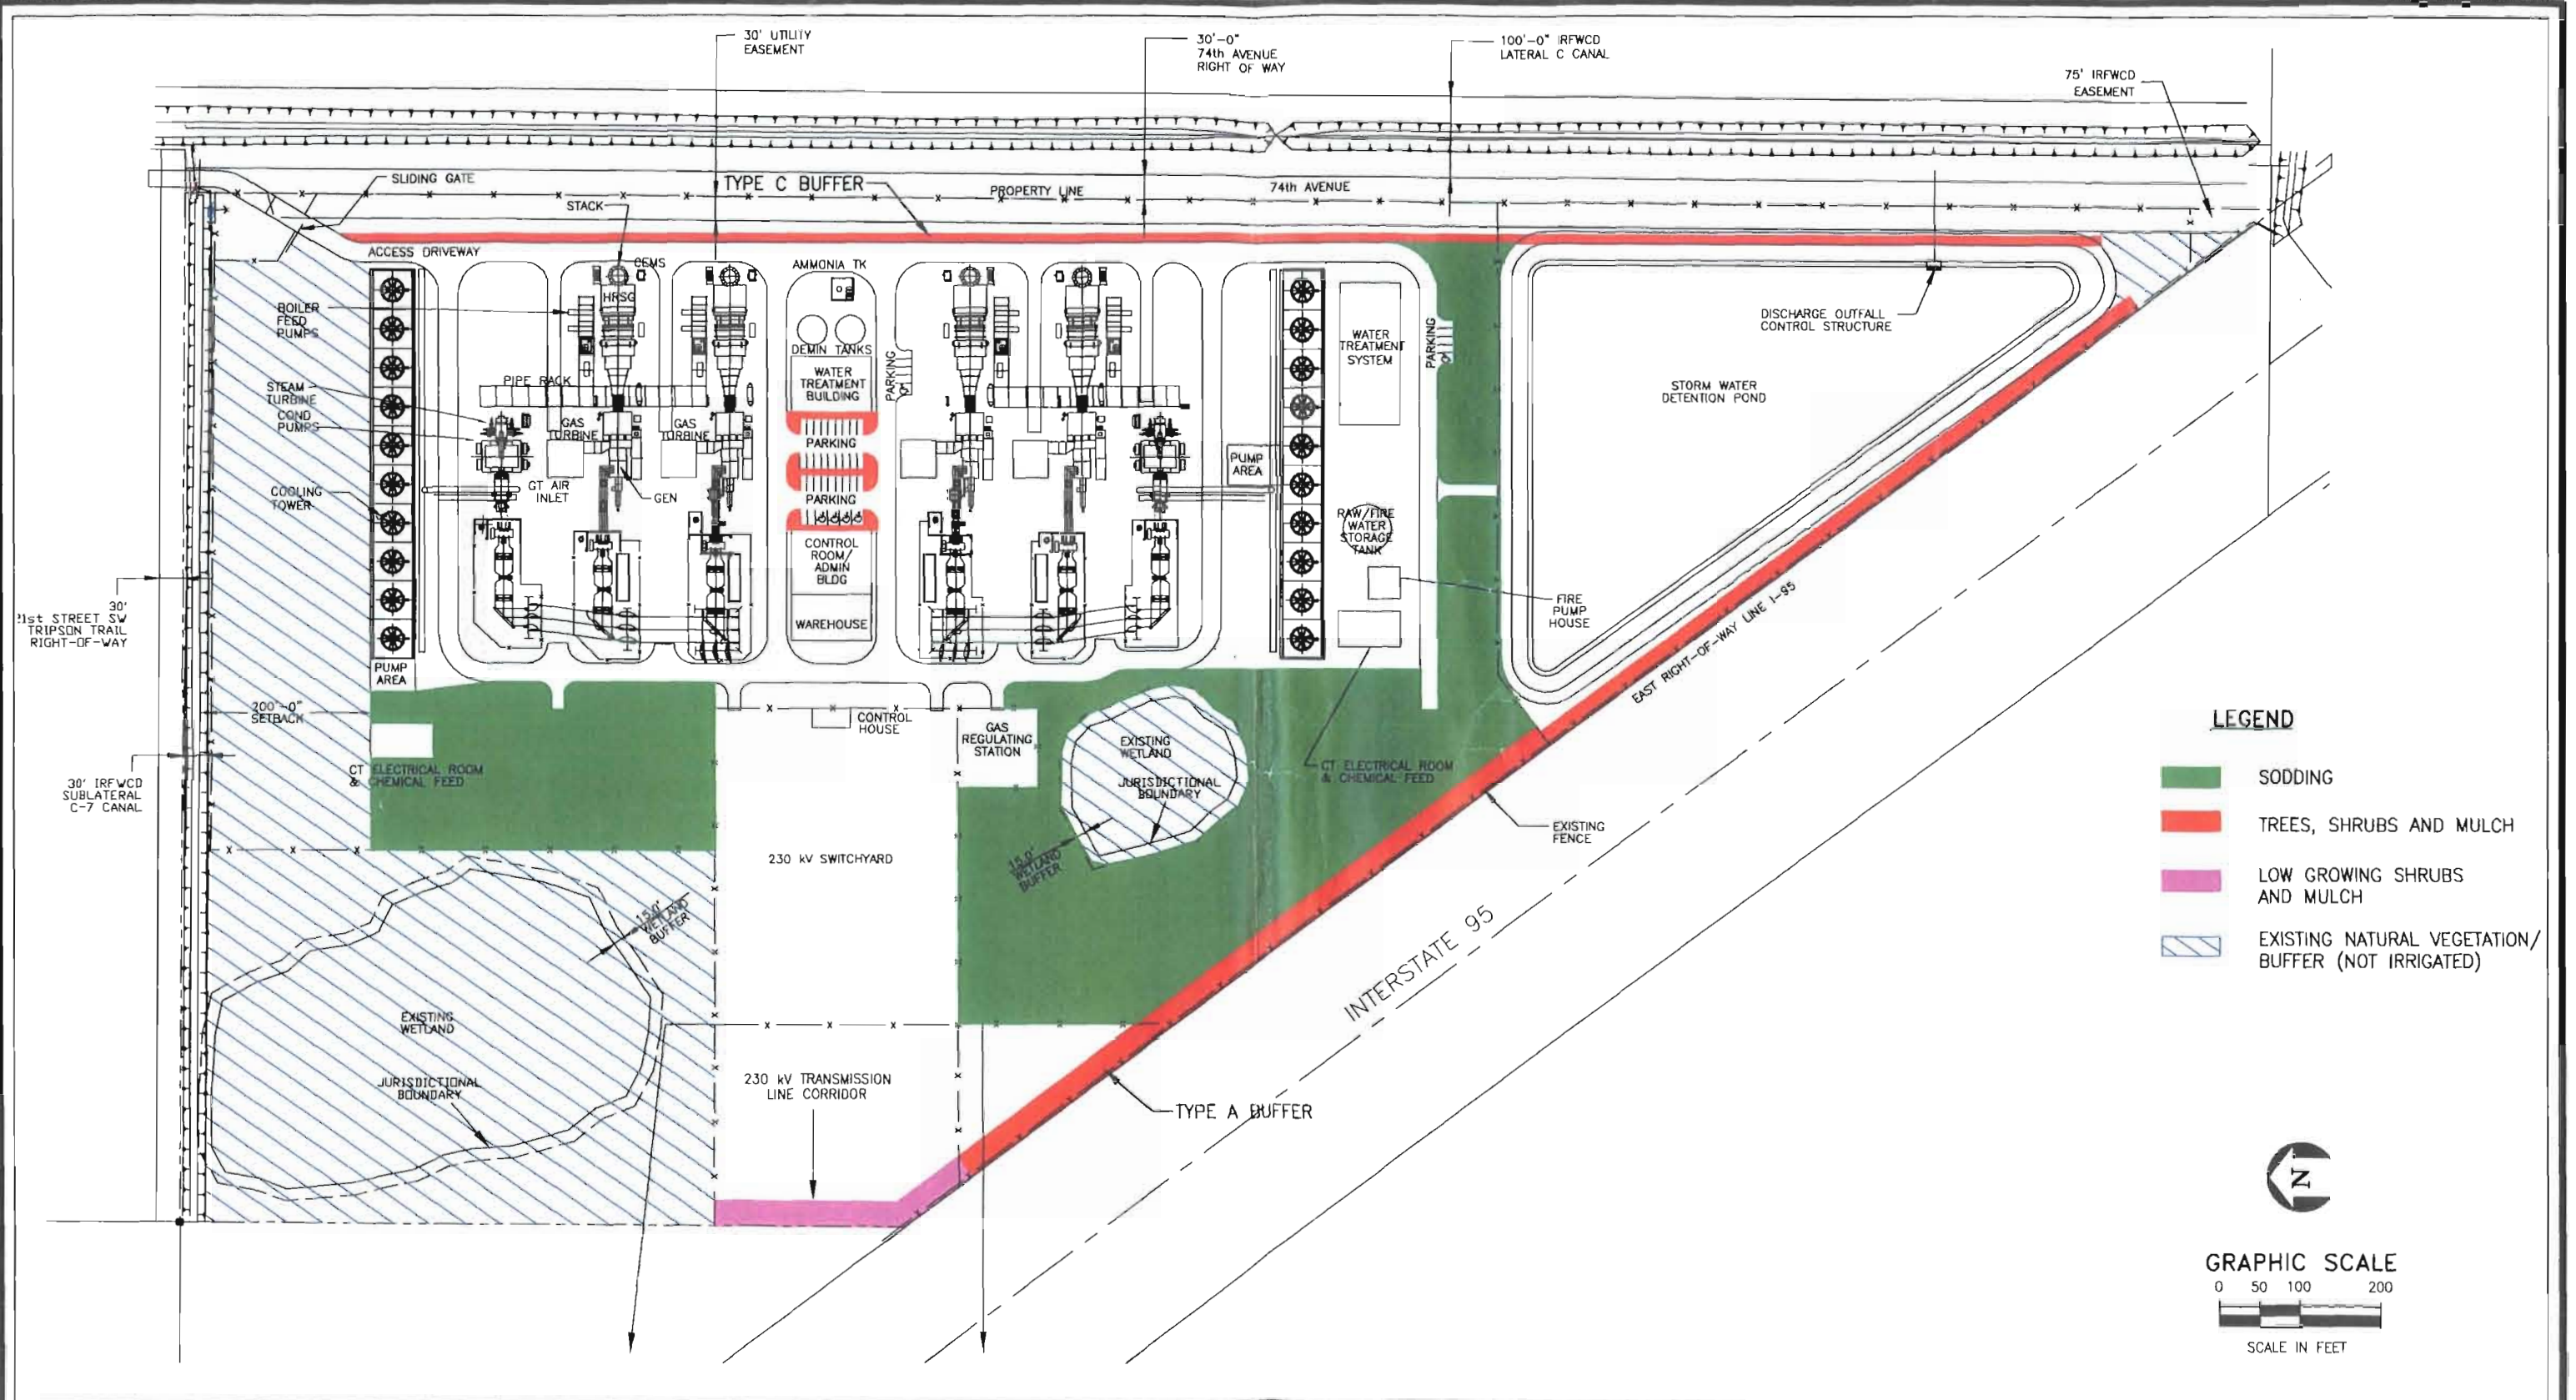 30' UTILITY
EASEMENT
30'-0"
74th AVENUE
RIGHT OF WAY
100'-0" IRFWCD
LATERAL C CANAL
75' IRFWCD
EASEMENT
SLIDING GATE
STACK
TYPE C BUFFER
PROPERTY LINE
74th AVENUE
ACCESS DRIVEWAY
CEMS
HRSG
AMMONIA TK
BOILER
FEED
PUMPS
DEMIN TANKS
WATER
TREATMENT
BUILDING
PARKING
WATER
TREATMENT
SYSTEM
PARKING
DISCHARGE OUTFALL
CONTROL STRUCTURE
STORM WATER
DETENTION POND
PIPE RACK
STEAM
TURBINE
COND
PUMPS
GAS
TURBINE
GAS
TURBINE
PARKING
PUMP
AREA
COOLING
TOWER
GT AIR
INLET
GEN
PARKING
RAW/FIRE
WATER
STORAGE
TANK
CONTROL
ROOM/
ADMIN
BLDG
WAREHOUSE
FIRE
PUMP
HOUSE
30'
21st STREET SW
TRIPSON TRAIL
RIGHT-OF-WAY
EAST RIGHT-OF-WAY LINE I-95
PUMP
AREA
200'-0"
SETBACK
CONTROL
HOUSE
GAS
REGULATING
STATION
EXISTING
WETLAND
JURISDICTIONAL
BOUNDARY
CT ELECTRICAL ROOM
& CHEMICAL FEED
CT ELECTRICAL ROOM
& CHEMICAL FEED
30' IRFWCD
SUBLATERAL
C-7 CANAL
EXISTING
FENCE
230 kV SWITCHYARD
15.0'
WETLAND
BUFFER
15.0'
WETLAND
BUFFER
INTERSTATE 95
EXISTING
WETLAND
JURISDICTIONAL
BOUNDARY
230 kV TRANSMISSION
LINE CORRIDOR
TYPE A BUFFER
LEGEND
SODDING
TREES, SHRUBS AND MULCH
LOW GROWING SHRUBS
AND MULCH
EXISTING NATURAL VEGETATION/
BUFFER (NOT IRRIGATED)
N
GRAPHIC SCALE
0 50 100 200
SCALE IN FEET